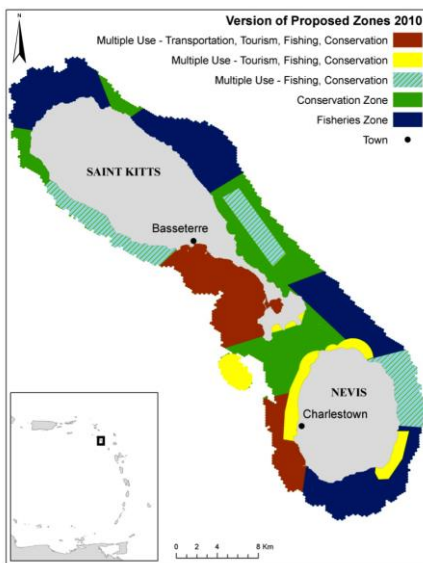 Version of Proposed Zones 2010
N
Multiple Use - Transportation, Tourism, Fishing, Conservation
Multiple Use - Tourism, Fishing, Conservation
Multiple Use - Fishing, Conservation
Conservation Zone
Fisheries Zone
Town
SAINT KITTS
Basseterre
NEVIS
Charlestown
0 2 4 8 Km